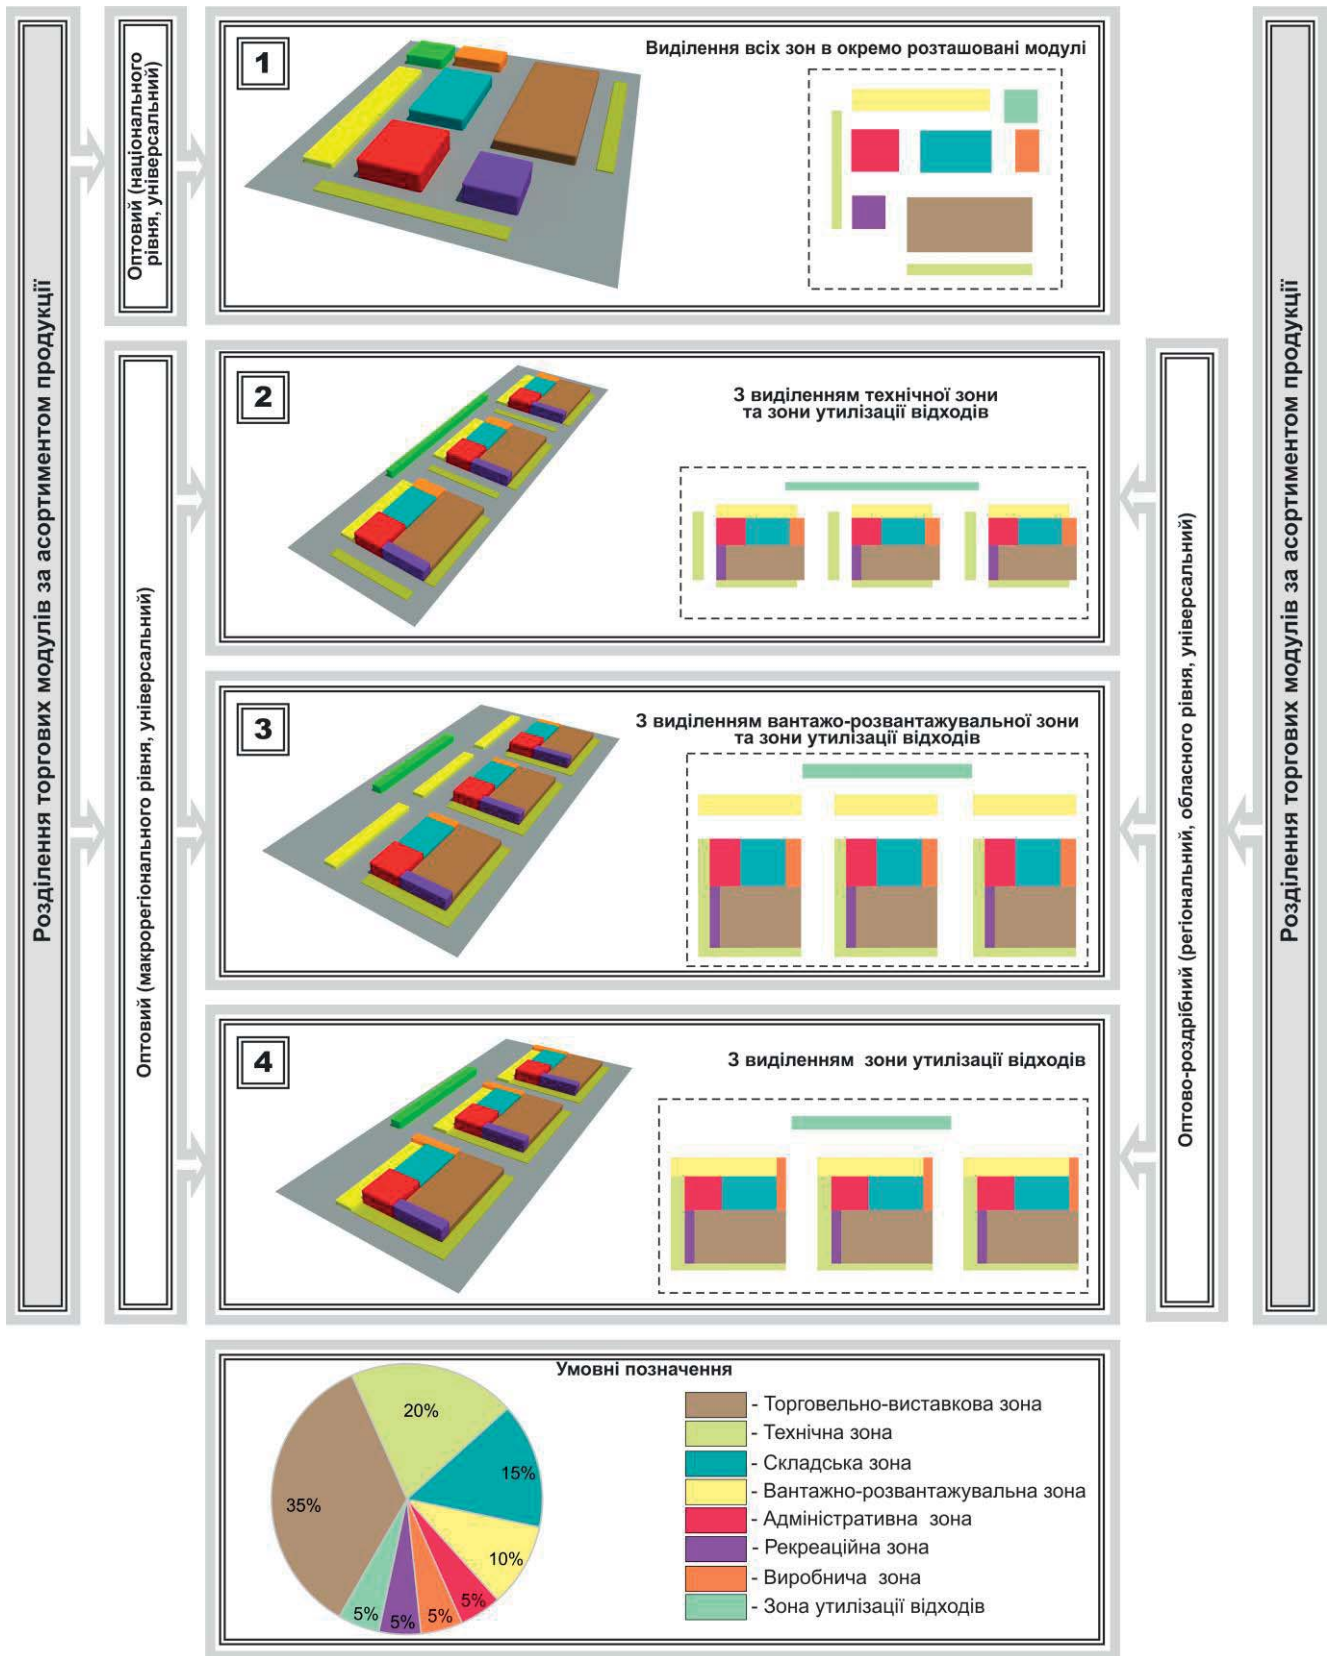 Розділення торгових модулів за асортиментом продукції
Оптовий (національного
рівня, універсальний)
1
Виділення всіх зон в окремо розташовані модулі
Оптовий (макрорегіонального рівня, універсальний)
2
З виділенням технічної зони
та зони утилізації відходів
3
З виділенням вантажо-розвантажувальної зони
та зони утилізації відходів
4
З виділенням зони утилізації відходів
Оптово-роздрібний (регіональний, обласного рівня, універсальний)
Розділення торгових модулів за асортиментом продукції
Умовні позначення
20%
15%
35%
10%
5%
5%
5%
5%
- Торговельно-виставкова зона
- Технічна зона
- Складська зона
- Вантажно-розвантажувальна зона
- Адміністративна зона
- Рекреаційна зона
- Виробнича зона
- Зона утилізації відходів